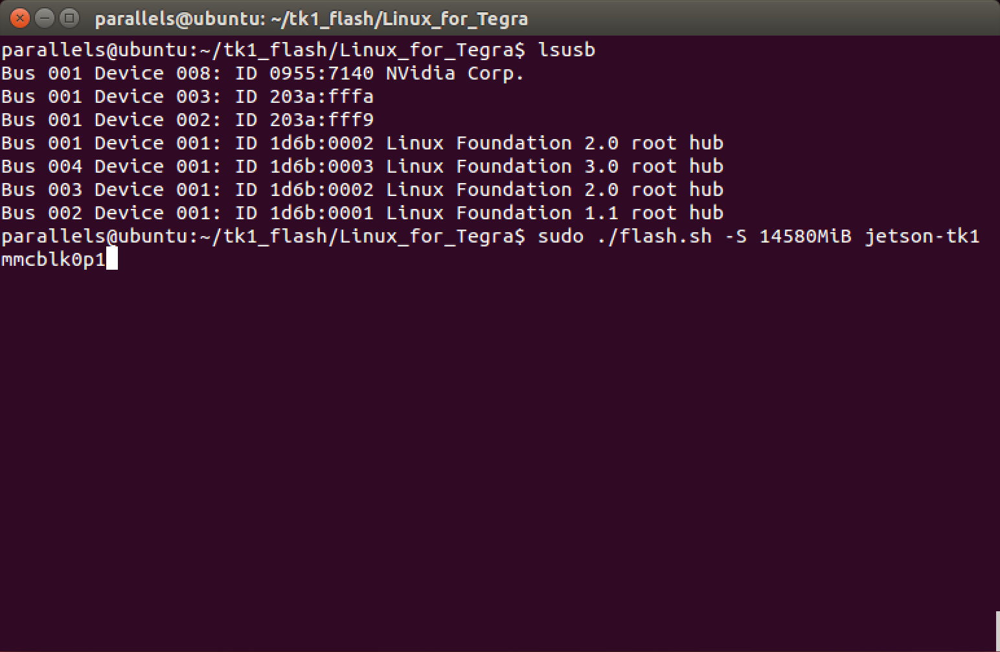 parallels@ubuntu: ~/tk1_flash/Linux_for_Tegra
parallels@ubuntu:~/tk1_flash/Linux_for_Tegra$ lsusb
Bus 001 Device 008: ID 0955:7140 NVidia Corp.
Bus 001 Device 003: ID 203a:fffa
Bus 001 Device 002: ID 203a:fff9
Bus 001 Device 001: ID 1d6b:0002 Linux Foundation 2.0 root hub
Bus 004 Device 001: ID 1d6b:0003 Linux Foundation 3.0 root hub
Bus 003 Device 001: ID 1d6b:0002 Linux Foundation 2.0 root hub
Bus 002 Device 001: ID 1d6b:0001 Linux Foundation 1.1 root hub
parallels@ubuntu:~/tk1_flash/Linux_for_Tegra$ sudo ./flash.sh -S 14580MiB jetson-tk1
mmcblk0p1